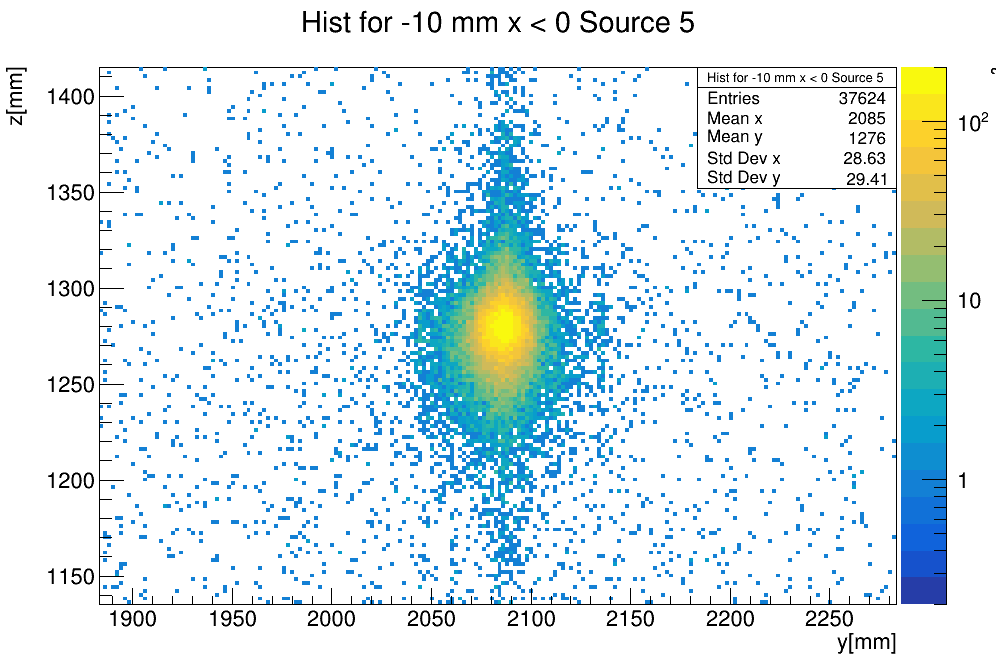 Hist for -10 mm x < 0 Source 5
z[mm]
Hist for -10 mm x < 0 Source 5
Entries 37624
Mean x 2085
Mean y 1276
Std Dev x 28.63
Std Dev y 29.41
1400
1350
1300
1250
1200
1150
1900 1950 2000 2050 2100 2150 2200 2250
y[mm]
10²
10
1